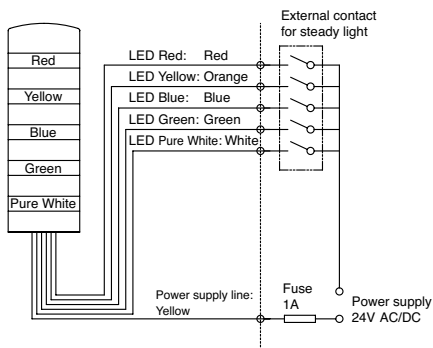 External contact
for steady light
Red
Yellow
Blue
Green
Pure White
LED Red: Red
LED Yellow: Orange
LED Blue: Blue
LED Green: Green
LED Pure White: White
Power supply line:
Yellow
Fuse
1A
Power supply
24V AC/DC